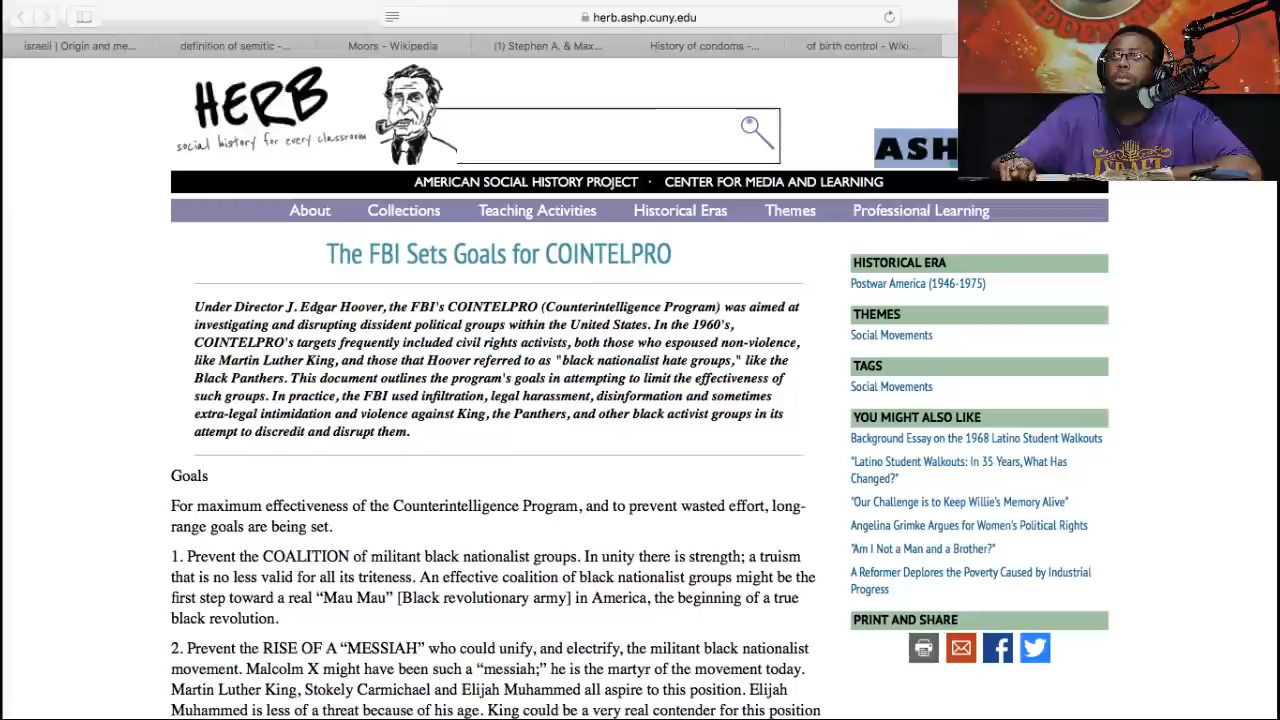 herb.ashp.cuny.edu
israeli | Origin and me...
definition of semitic -...
Moors - Wikipedia
(1) Stephen A. & Max...
History of condoms -...
of birth control - Wiki...
HERB
social history for every classroom
ASH
AMERICAN SOCIAL HISTORY PROJECT · CENTER FOR MEDIA AND LEARNING
About Collections Teaching Activities Historical Eras Themes Professional Learning
The FBI Sets Goals for COINTELPRO
Under Director J. Edgar Hoover, the FBI's COINTELPRO (Counterintelligence Program) was aimed at
investigating and disrupting dissident political groups within the United States. In the 1960's,
COINTELPRO's targets frequently included civil rights activists, both those who espoused non-violence,
like Martin Luther King, and those that Hoover referred to as "black nationalist hate groups," like the
Black Panthers. This document outlines the program's goals in attempting to limit the effectiveness of
such groups. In practice, the FBI used infiltration, legal harassment, disinformation and sometimes
extra-legal intimidation and violence against King, the Panthers, and other black activist groups in its
attempt to discredit and disrupt them.
Goals
For maximum effectiveness of the Counterintelligence Program, and to prevent wasted effort, long-
range goals are being set.
1. Prevent the COALITION of militant black nationalist groups. In unity there is strength; a truism
that is no less valid for all its triteness. An effective coalition of black nationalist groups might be the
first step toward a real “Mau Mau” [Black revolutionary army] in America, the beginning of a true
black revolution.
2. Prevent the RISE OF A “MESSIAH” who could unify, and electrify, the militant black nationalist
movement. Malcolm X might have been such a “messiah;” he is the martyr of the movement today.
Martin Luther King, Stokely Carmichael and Elijah Muhammed all aspire to this position. Elijah
Muhammed is less of a threat because of his age. King could be a very real contender for this position
HISTORICAL ERA
Postwar America (1946-1975)
THEMES
Social Movements
TAGS
Social Movements
YOU MIGHT ALSO LIKE
Background Essay on the 1968 Latino Student Walkouts
"Latino Student Walkouts: In 35 Years, What Has
Changed?"
"Our Challenge is to Keep Willie's Memory Alive"
Angelina Grimke Argues for Women's Political Rights
"Am I Not a Man and a Brother?"
A Reformer Deplores the Poverty Caused by Industrial
Progress
PRINT AND SHARE
ISRAEL